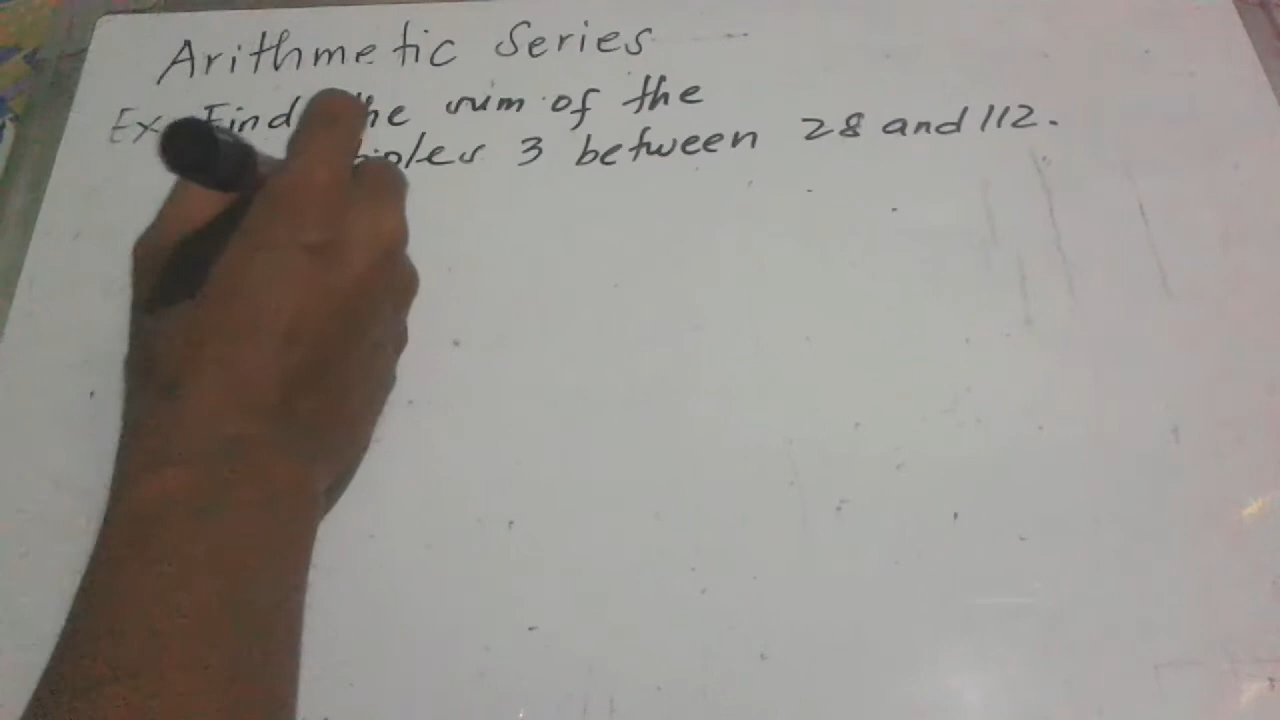 Arithmetic Series
Ex Find the sum of the
3 between 28 and 112.